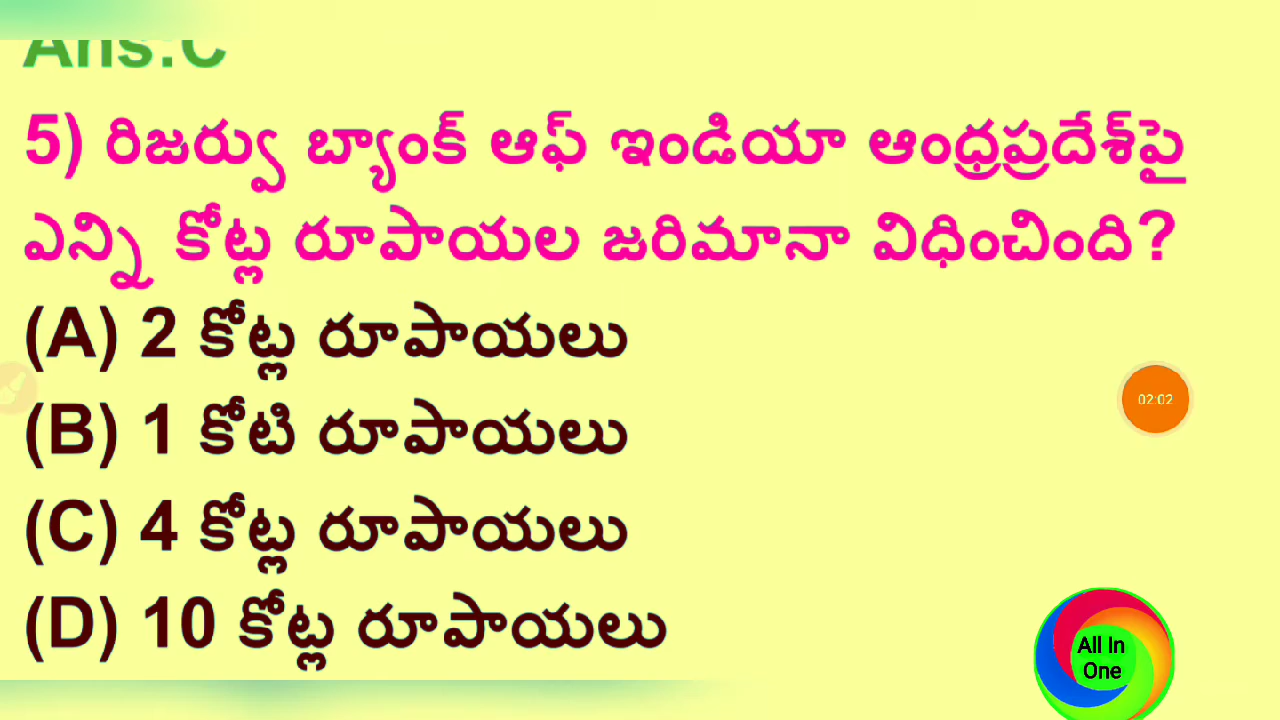 Ans:C
5) రిజర్వు బ్యాంక్ ఆఫ్ ఇండియా ఆంధ్రప్రదేశ్‌పై
ఎన్ని కోట్ల రూపాయల జరిమానా విధించింది?
(A) 2 కోట్ల రూపాయలు
(B) 1 కోటి రూపాయలు
02:02
(C) 4 కోట్ల రూపాయలు
(D) 10 కోట్ల రూపాయలు
All In
One